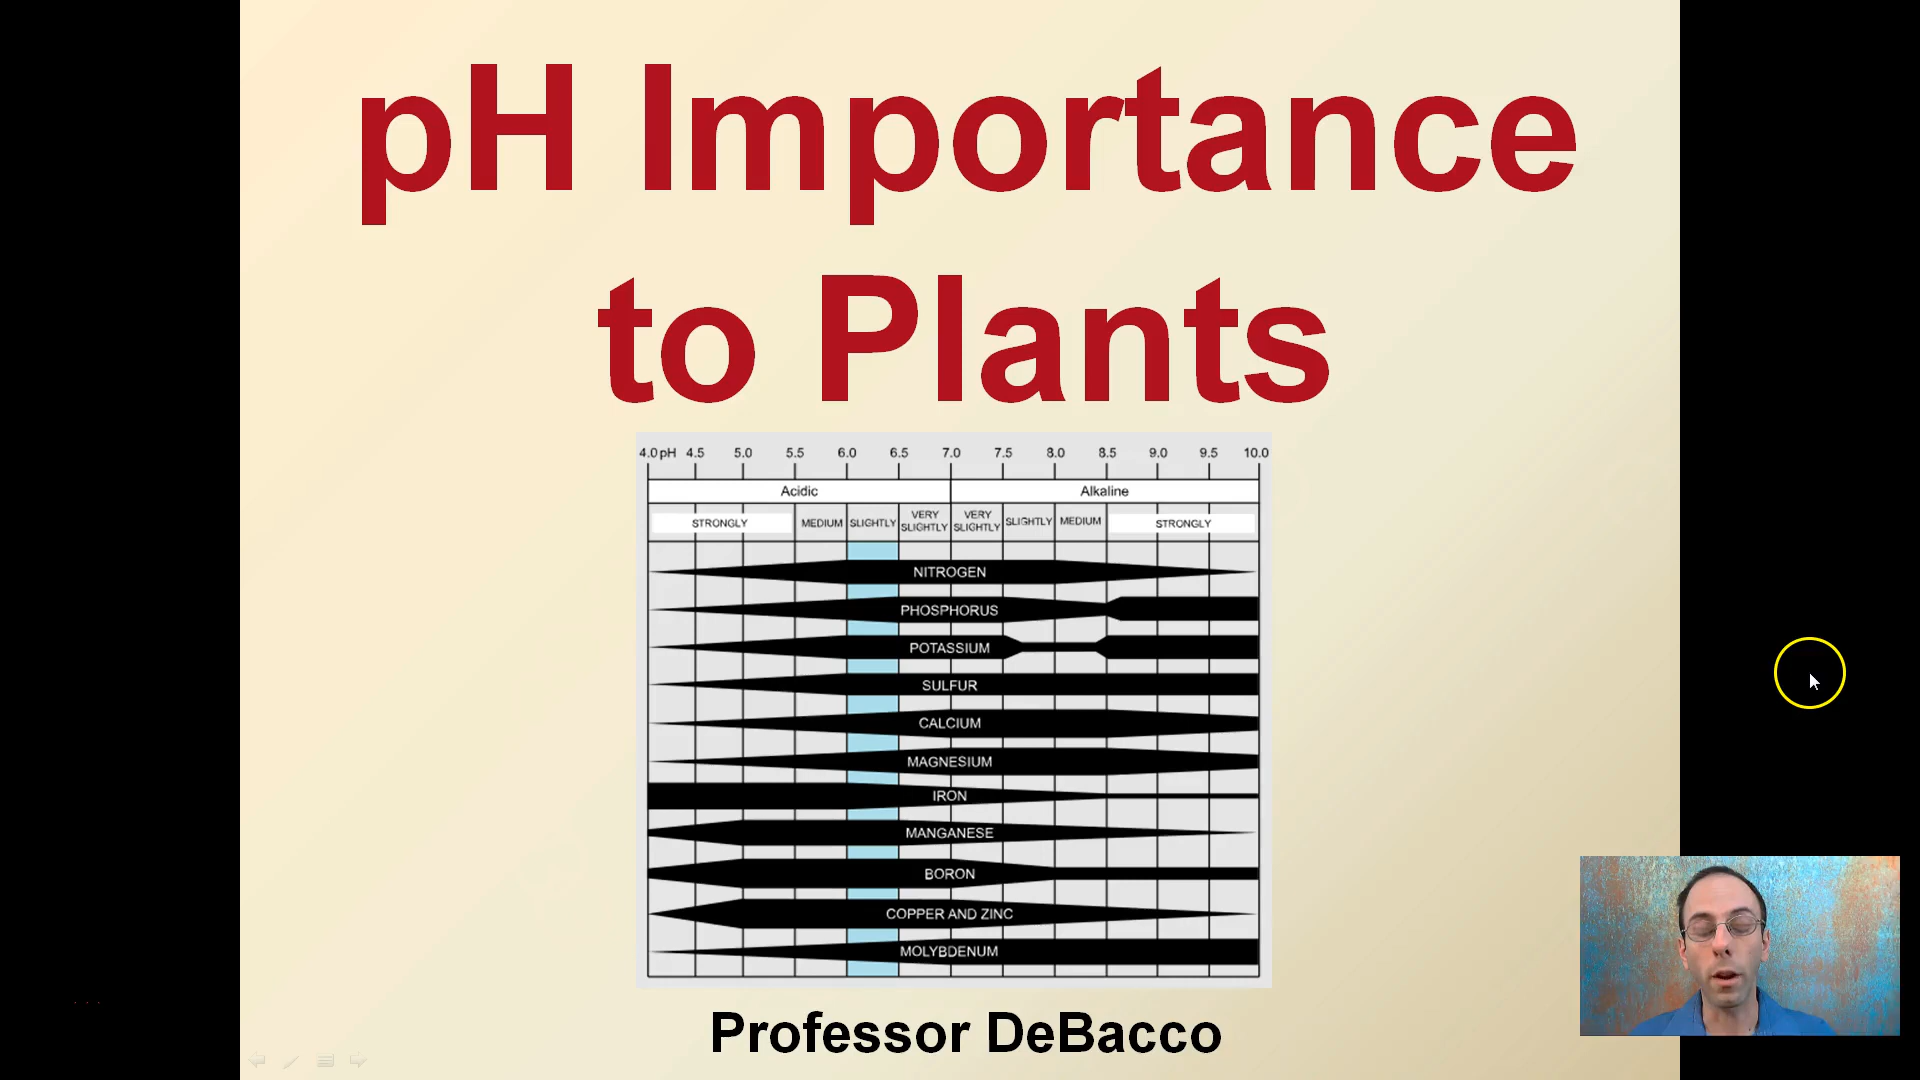 pH Importance
to Plants
4.0 pH 4.5 5.0 5.5 6.0 6.5 7.0 7.5 8.0 8.5 9.0 9.5 10.0
Acidic Alkaline
STRONGLY MEDIUM SLIGHTLY VERY SLIGHTLY VERY SLIGHTLY SLIGHTLY MEDIUM STRONGLY
NITROGEN
PHOSPHORUS
POTASSIUM
SULFUR
CALCIUM
MAGNESIUM
IRON
MANGANESE
BORON
COPPER AND ZINC
MOLYBDENUM
Professor DeBacco